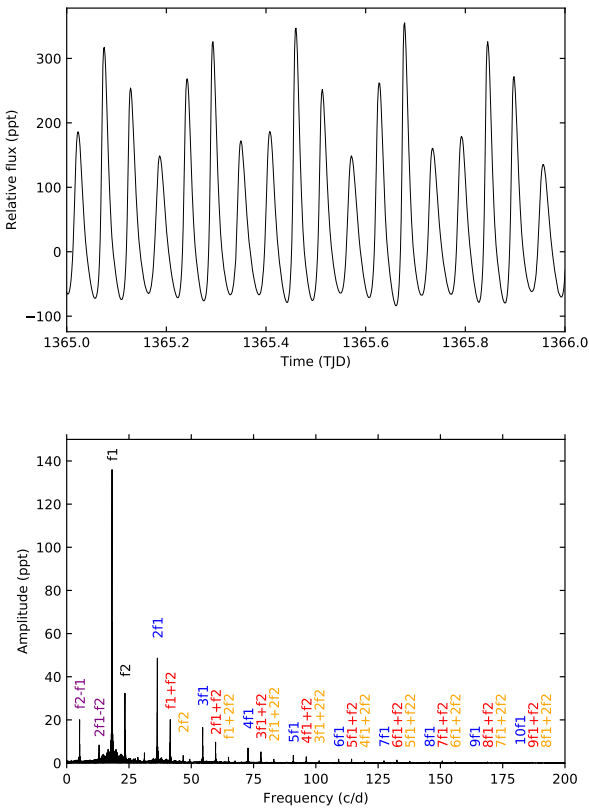 300
200
100
0
−100
Relative flux (ppt)
1365.0 1365.2 1365.4 1365.6 1365.8 1366.0
Time (TJD)
140
120
100
80
60
40
20
0
Amplitude (ppt)
f2-f1
2f1-f2
f1
f2
2f1
f1+f2
2f2
3f1
2f1+f2
f1+2f2
4f1
3f1+f2
2f1+2f2
5f1
4f1+f2
3f1+2f2
6f1
5f1+f2
4f1+2f2
7f1
6f1+f2
5f1+f22
8f1
7f1+f2
6f1+2f2
9f1
8f1+f2
7f1+2f2
10f1
9f1+f2
8f1+2f2
0 25 50 75 100 125 150 175 200
Frequency (c/d)